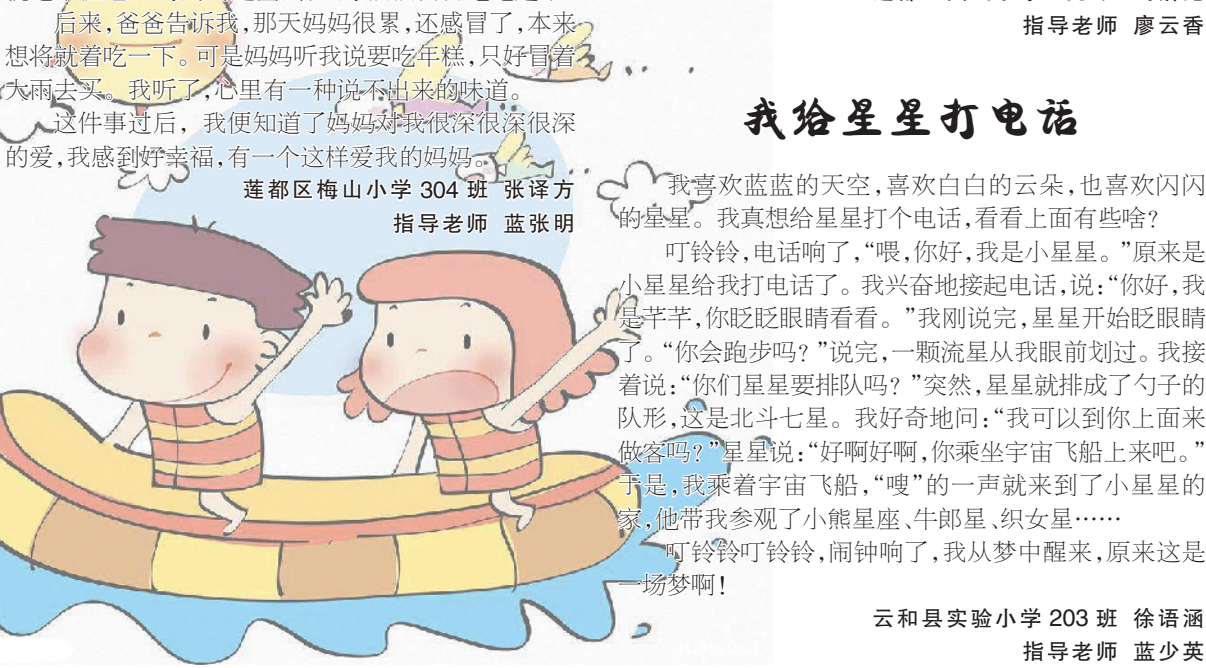 后来，爸爸告诉我，那天妈妈很累，还感冒了，本来
想将就着吃一下。可是妈妈听我说要吃年糕，只好冒着
大雨去买。我听了，心里有一种说不出来的味道。
这件事过后，我便知道了妈妈对我很深很深很深
的爱，我感到好幸福，有一个这样爱我的妈妈。
莲都区梅山小学 304 班 张译方
指导老师 蓝张明
指导老师 廖云香
我给星星打电话
我喜欢蓝蓝的天空，喜欢白白的云朵，也喜欢闪闪
的星星。我真想给星星打个电话，看看上面有些啥？
叮铃铃，电话响了，“喂，你好，我是小星星。”原来是
小星星给我打电话了。我兴奋地接起电话，说：“你好，我
是芊芊，你眨眨眼睛看看。”我刚说完，星星开始眨眼睛
了。“你会跑步吗？”说完，一颗流星从我眼前划过。我接
着说：“你们星星要排队吗？”突然，星星就排成了勺子的
队形，这是北斗七星。我好奇地问：“我可以到你上面来
做客吗？”星星说：“好啊好啊，你乘坐宇宙飞船上来吧。”
于是，我乘着宇宙飞船，“嗖”的一声就来到了小星星的
家，他带我参观了小熊星座、牛郎星、织女星……
叮铃铃叮铃铃，闹钟响了，我从梦中醒来，原来这是
一场梦啊！
云和县实验小学 203 班 徐语涵
指导老师 蓝少英